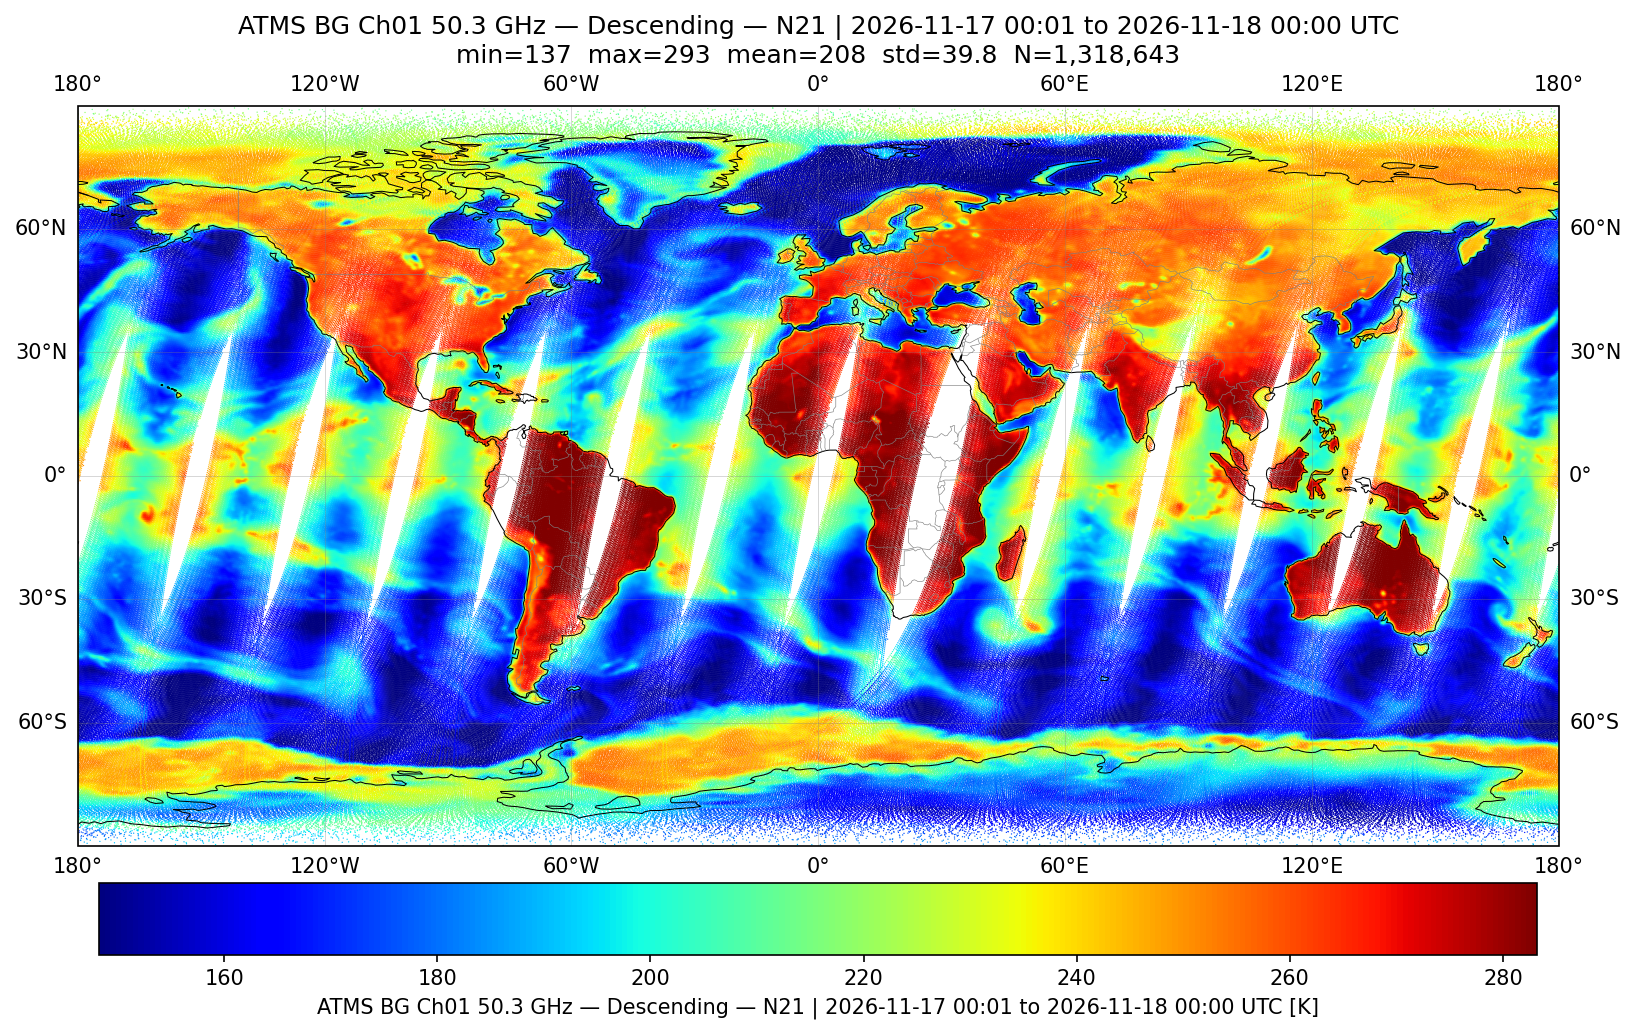 ATMS BG Ch01 50.3 GHz — Descending — N21 | 2026-11-17 00:01 to 2026-11-18 00:00 UTC
min=137 max=293 mean=208 std=39.8 N=1,318,643
180° 120°W 60°W 0° 60°E 120°E 180°
60°N 60°N
30°N 30°N
0° 0°
30°S 30°S
60°S 60°S
180° 120°W 60°W 0° 60°E 120°E 180°
160 180 200 220 240 260 280
ATMS BG Ch01 50.3 GHz — Descending — N21 | 2026-11-17 00:01 to 2026-11-18 00:00 UTC [K]